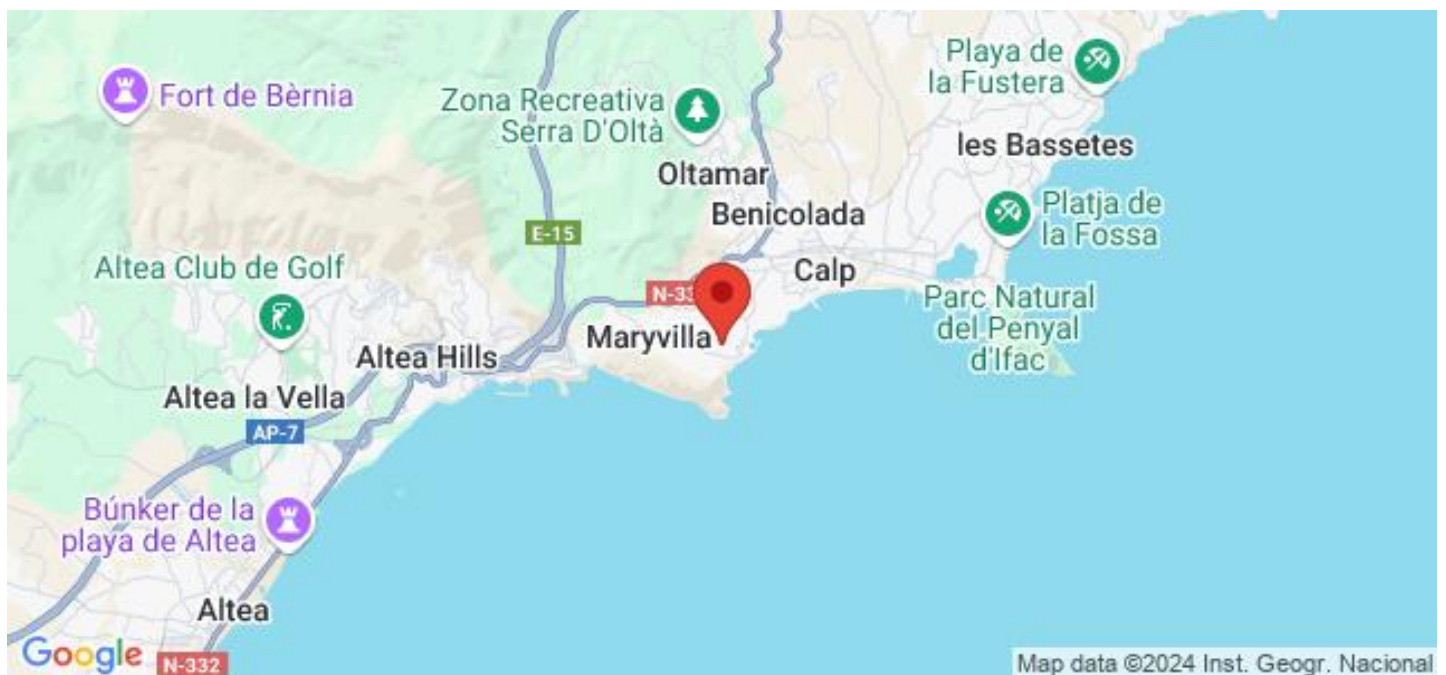 Fort de Bèrnia
Zona Recreativa
Serra D'Oltà
Playa de
la Fustera
les Bassetes
Oltamar
Benicolada
Platja de
la Fossa
E-15
Altea Club de Golf
Calp
Parc Natural
del Penyal
d'Ifac
Maryvilla
Altea Hills
Altea la Vella
AP-7
Búnker de la
playa de Altea
Altea
Google
N-332
Map data ©2024 Inst. Geogr. Nacional